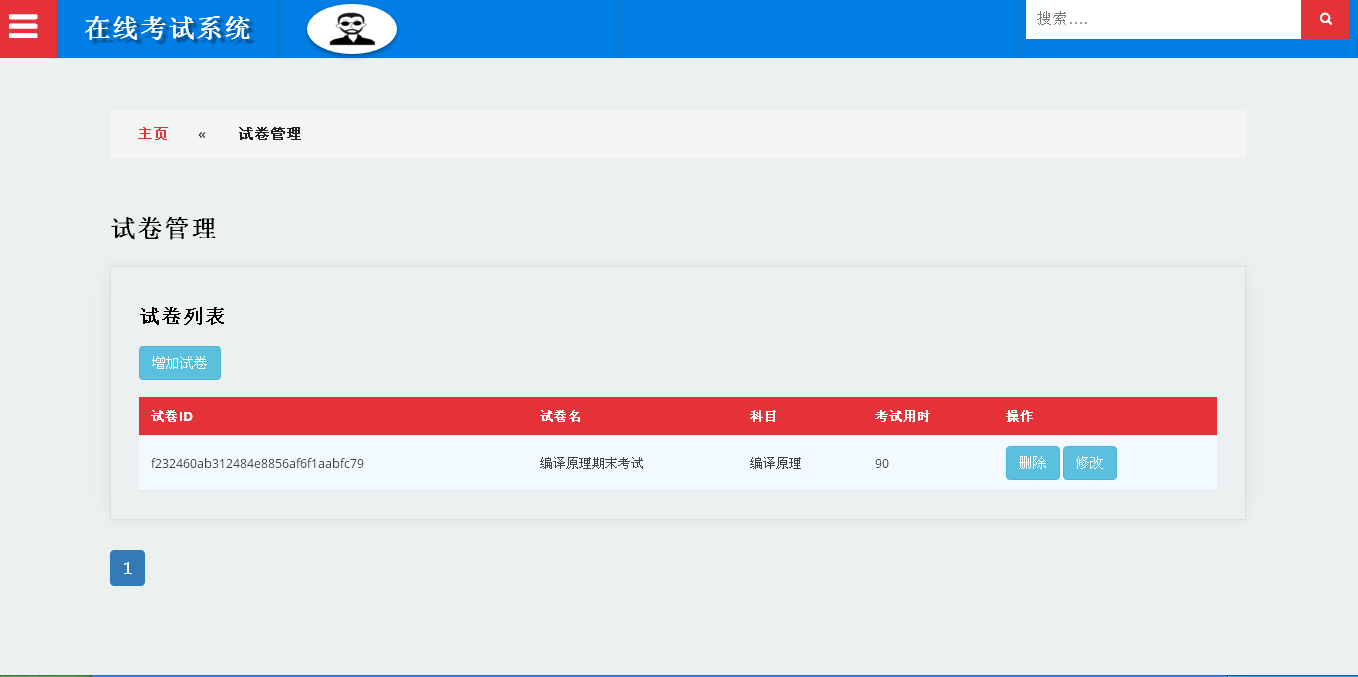 在线考试系统
搜索....
主页 « 试卷管理
试卷管理
试卷列表
增加试卷
试卷ID 试卷名 科目 考试用时 操作
f232460ab312484e8856af6f1aabfc79 编译原理期末考试 编译原理 90 删除 修改
1